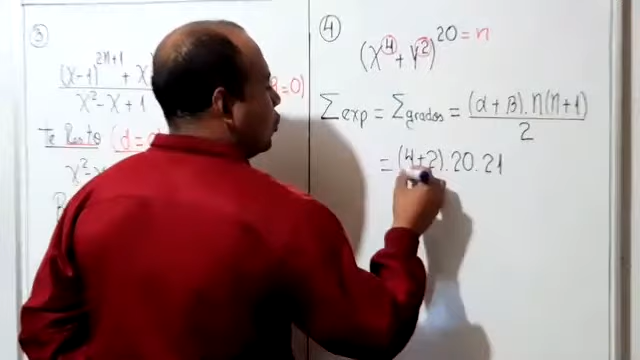 ③
(x-1)^{2n+1} + x
x² - x + 1
= 0)
Te Resto (d =
x² - x
④
(x^4 + y^2)^{20 = n}
Σexp = Σgrados = (α + β) . n(n+1)
2
= (4+2) . 20 . 21